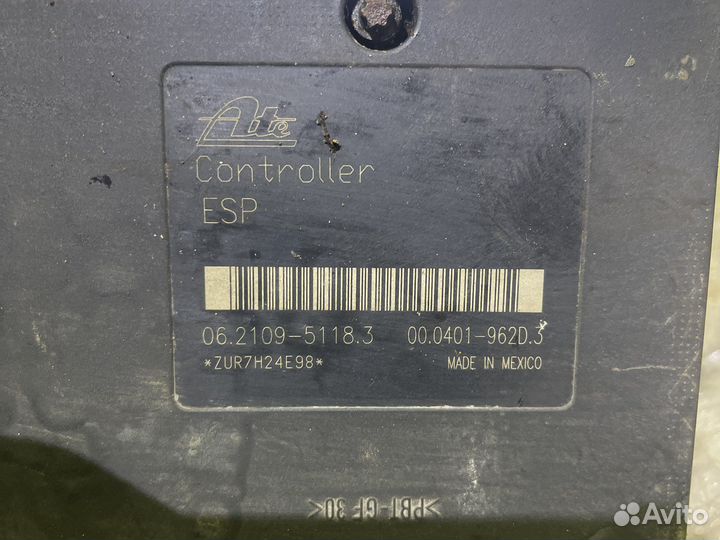 Ate
Controller
ESP
06.2109-5118.3 00.0401-962D.3
*ZUR7H24E98* MADE IN MEXICO
>PBT-GF 30<
Avito